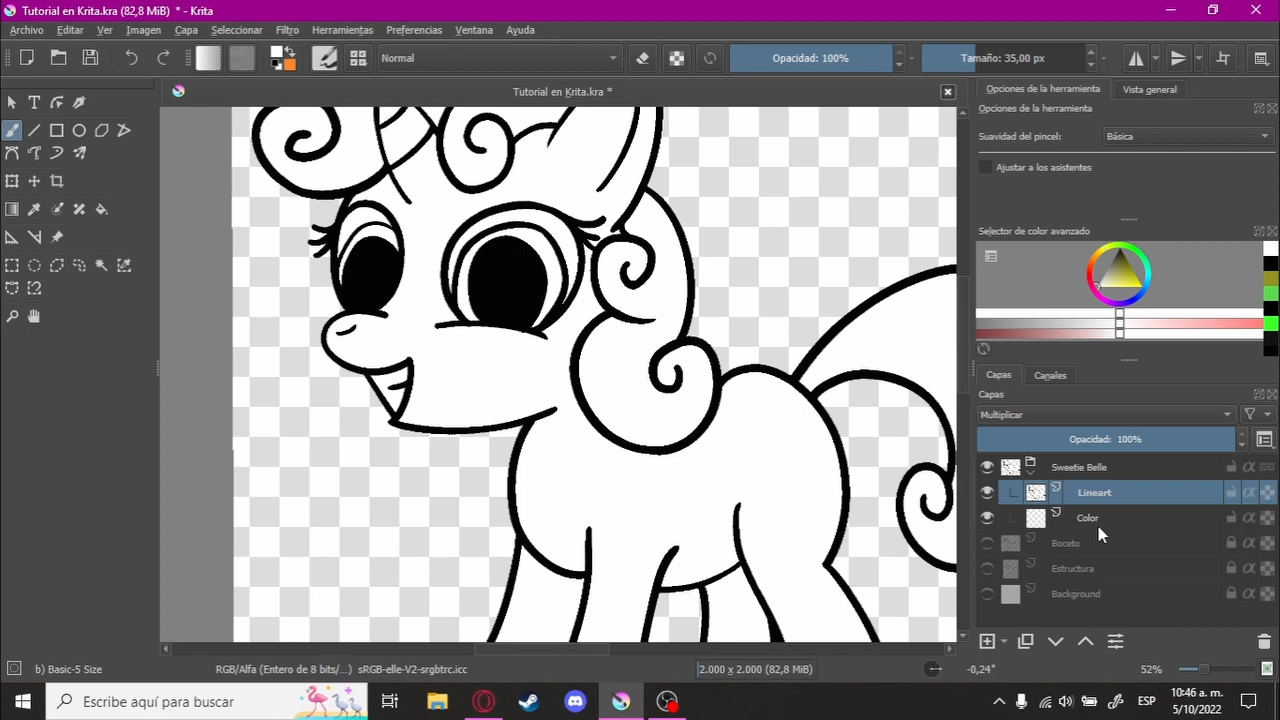 Tutorial en Krita.kra (82,8 MiB) * - Krita
Archivo Editar Ver Imagen Capa Seleccionar Filtro Herramientas Preferencias Ventana Ayuda
Normal Opacidad: 100% Tamaño: 35,00 px
Tutorial en Krita.kra *
Opciones de la herramienta Vista general
Opciones de la herramienta
Suavidad del pincel: Básica
Ajustar a los asistentes
Selector de color avanzado
Capas Canales
Capas
Multiplicar
Opacidad: 100%
Sweetie Belle
Lineart
Color
Boceto
Estructura
Background
b) Basic-5 Size RGB/Alfa (Entero de 8 bits/...) sRGB-elle-V2-srgbtrc.icc 2.000 x 2.000 (82,8 MiB) -0,24° 52%
Escribe aquí para buscar ESP 10:46 a. m.
5/10/2022